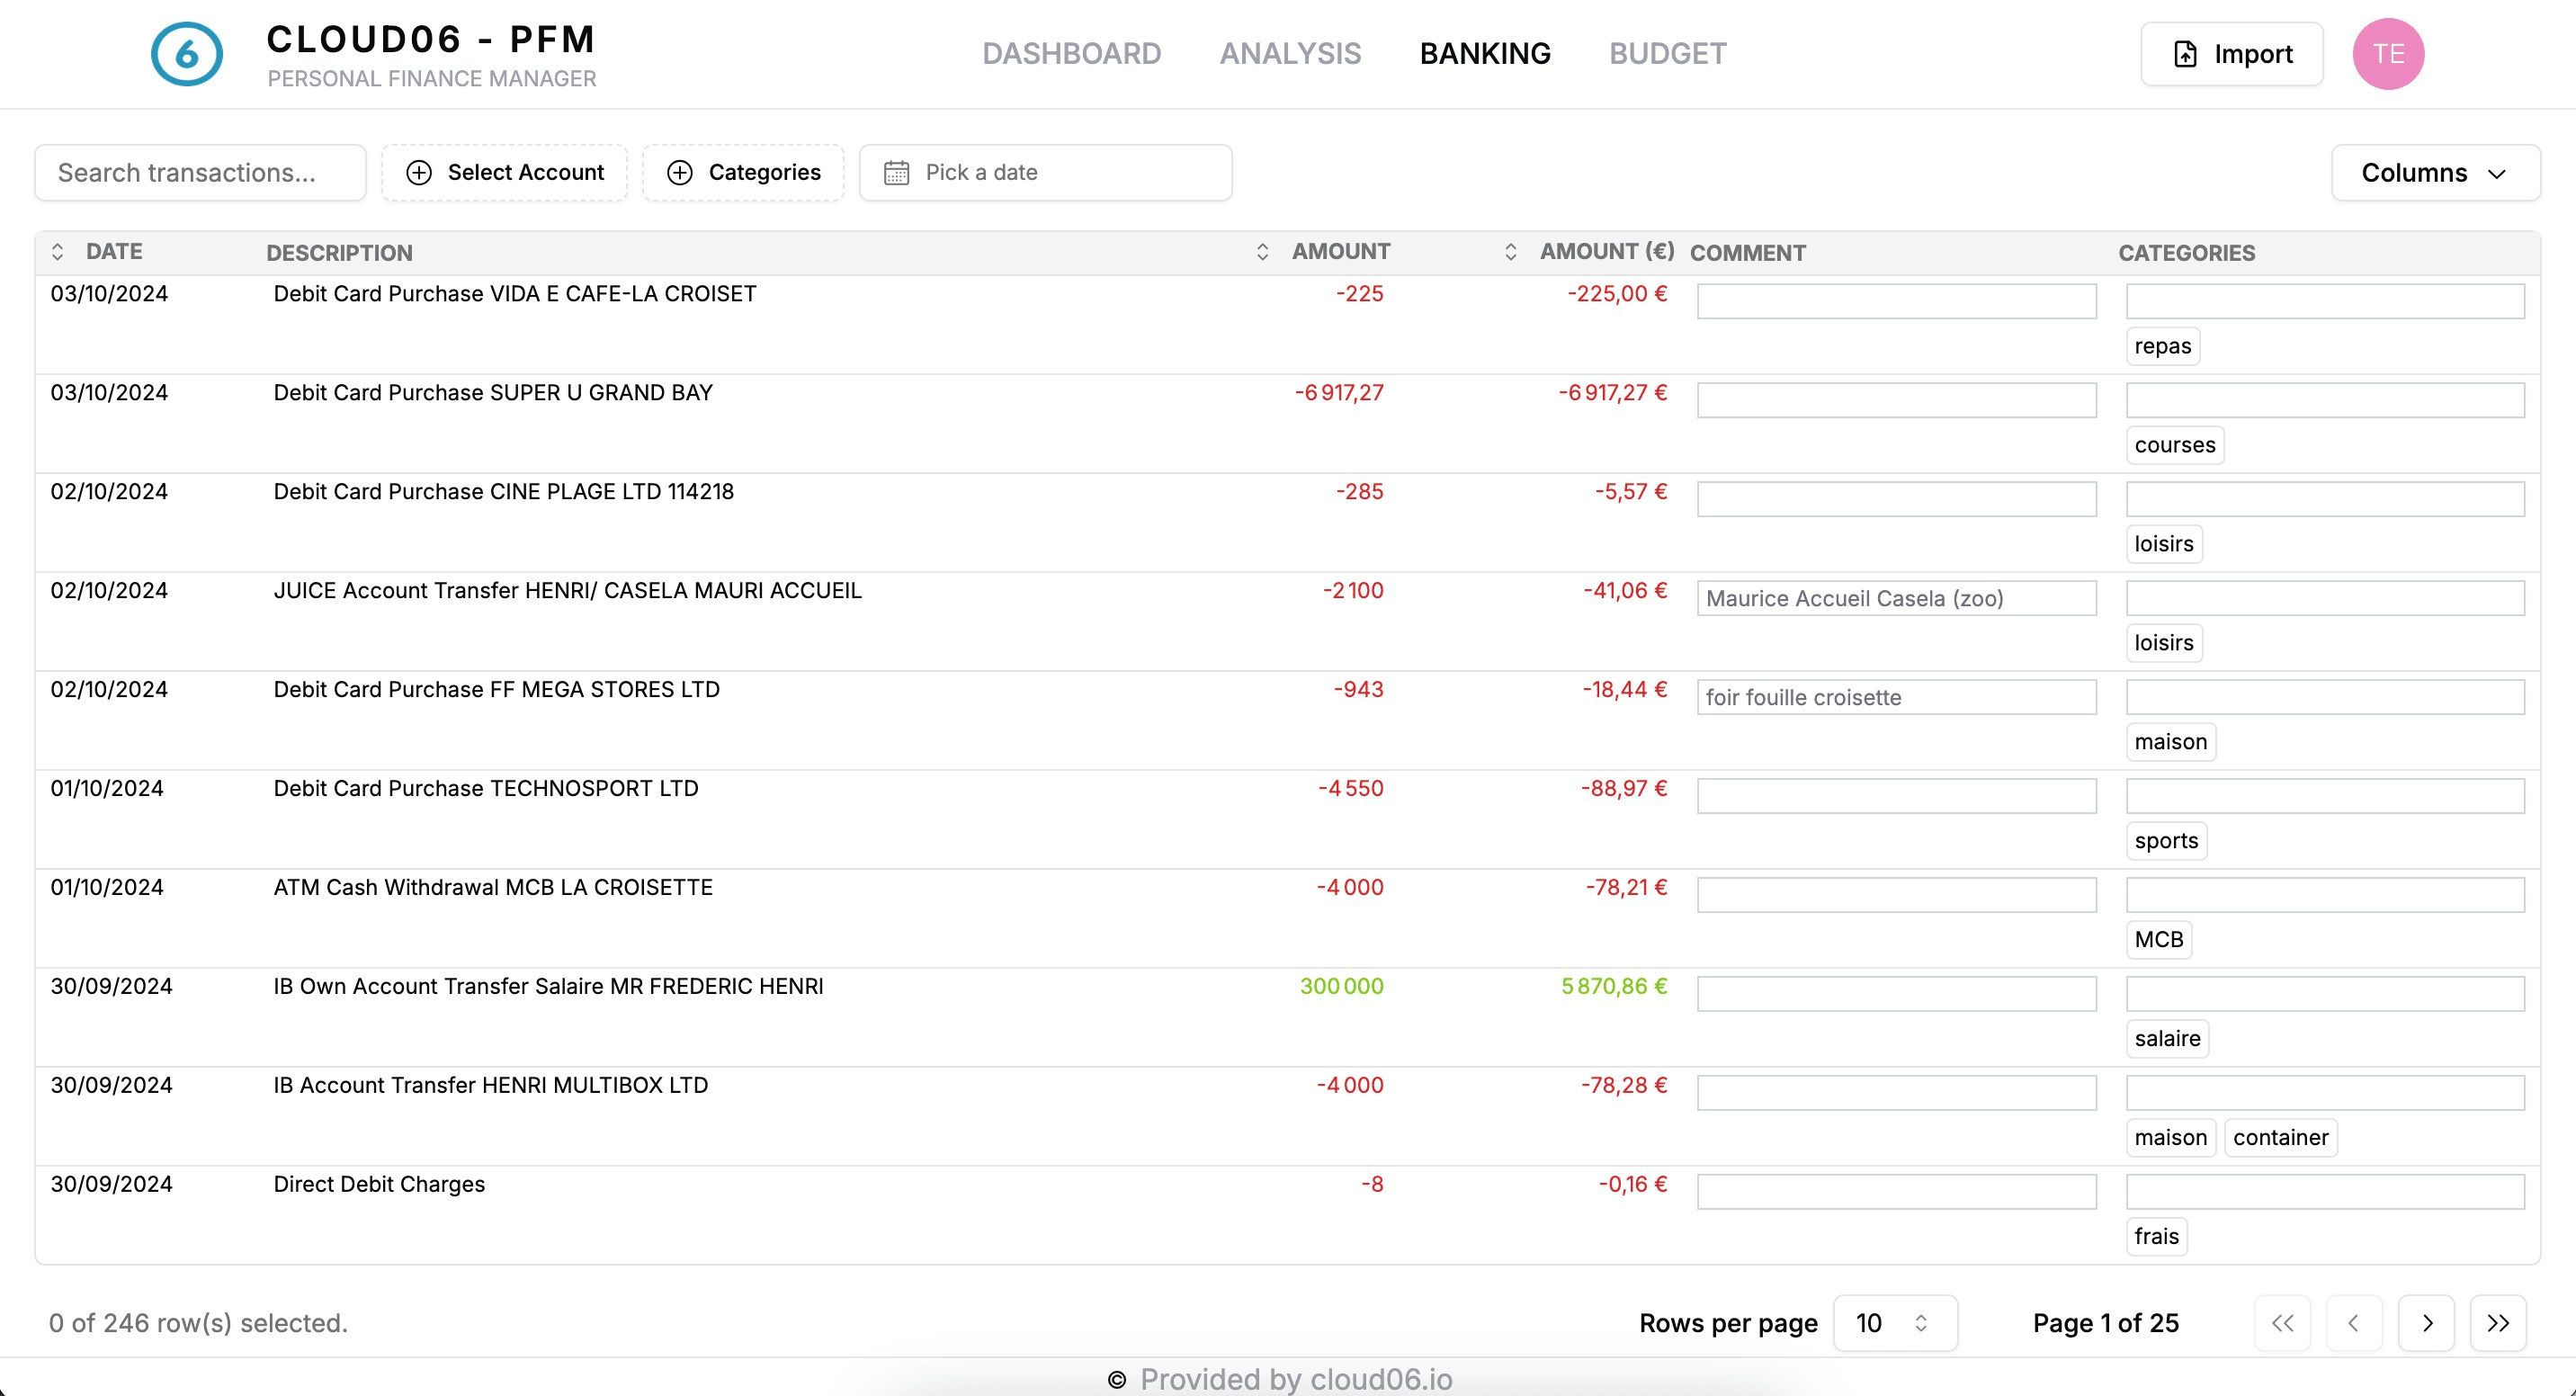 6
CLOUD06 - PFM
PERSONAL FINANCE MANAGER
DASHBOARD ANALYSIS BANKING BUDGET
Import
TE
Search transactions... Select Account Categories Pick a date Columns
DATE DESCRIPTION AMOUNT AMOUNT (€) COMMENT CATEGORIES
03/10/2024 Debit Card Purchase VIDA E CAFE-LA CROISET -225 -225,00 €
repas
03/10/2024 Debit Card Purchase SUPER U GRAND BAY -6 917,27 -6 917,27 €
courses
02/10/2024 Debit Card Purchase CINE PLAGE LTD 114218 -285 -5,57 €
loisirs
02/10/2024 JUICE Account Transfer HENRI/ CASELA MAURI ACCUEIL -2 100 -41,06 € Maurice Accueil Casela (zoo)
loisirs
02/10/2024 Debit Card Purchase FF MEGA STORES LTD -943 -18,44 € foir fouille croisette
maison
01/10/2024 Debit Card Purchase TECHNOSPORT LTD -4 550 -88,97 €
sports
01/10/2024 ATM Cash Withdrawal MCB LA CROISETTE -4 000 -78,21 €
MCB
30/09/2024 IB Own Account Transfer Salaire MR FREDERIC HENRI 300 000 5 870,86 €
salaire
30/09/2024 IB Account Transfer HENRI MULTIBOX LTD -4 000 -78,28 €
maison container
30/09/2024 Direct Debit Charges -8 -0,16 €
frais
0 of 246 row(s) selected. Rows per page 10 Page 1 of 25
© Provided by cloud06.io